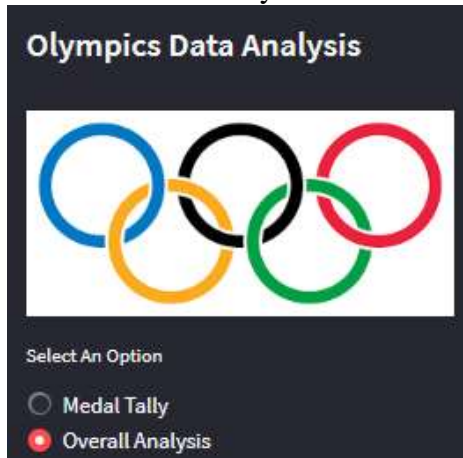 Olympics Data Analysis
Select An Option
Medal Tally
Overall Analysis